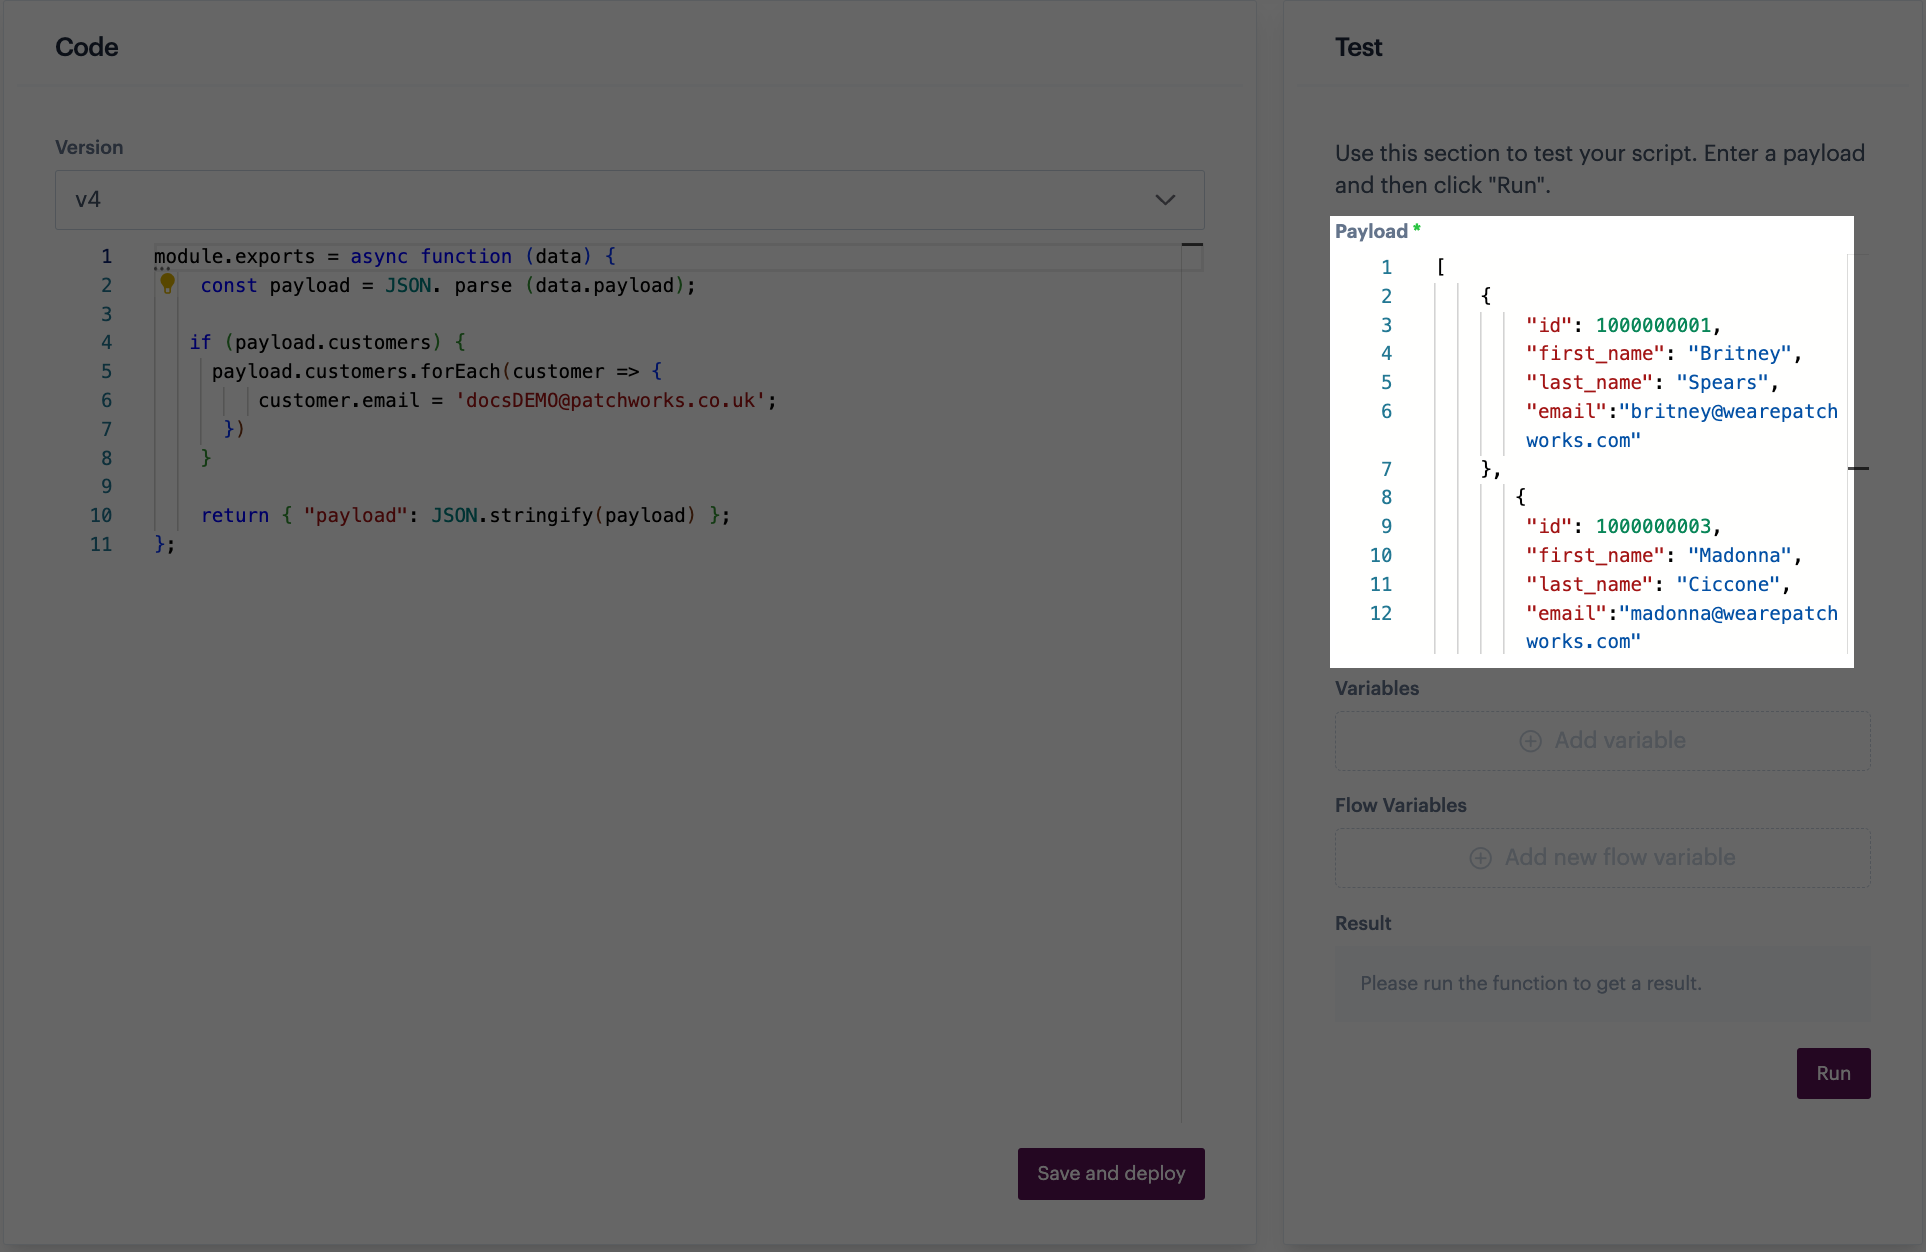 Code
Version
v4
1 module.exports = async function (data) {
2 const payload = JSON. parse (data.payload);
3
4 if (payload.customers) {
5 payload.customers.forEach(customer => {
6 customer.email = 'docsDEMO@patchworks.co.uk';
7 })
8 }
9
10 return { "payload": JSON.stringify(payload) };
11 };
Save and deploy
Test
Use this section to test your script. Enter a payload
and then click "Run".
Payload *
1 [
2 {
3 "id": 1000000001,
4 "first_name": "Britney",
5 "last_name": "Spears",
6 "email":"britney@wearepatch
works.com"
7 },
8 {
9 "id": 1000000003,
10 "first_name": "Madonna",
11 "last_name": "Ciccone",
12 "email":"madonna@wearepatch
works.com"
Variables
Add variable
Flow Variables
Add new flow variable
Result
Please run the function to get a result.
Run